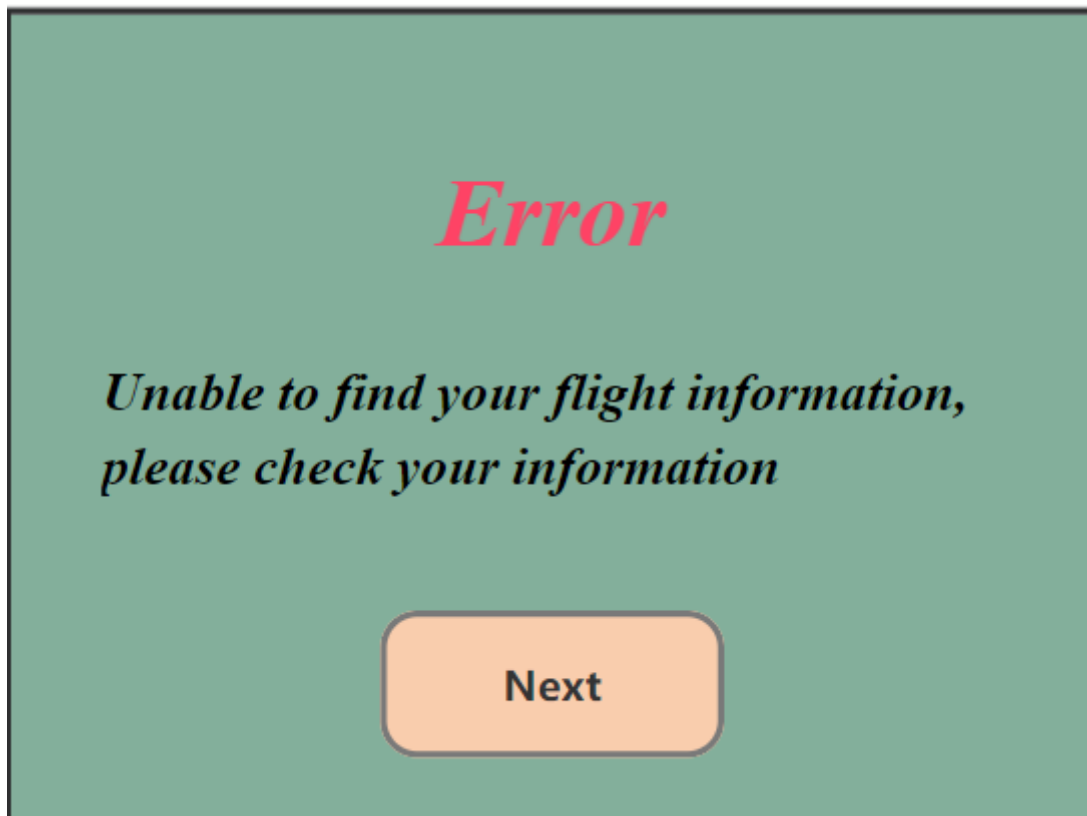 Error
Unable to find your flight information,
please check your information
Next